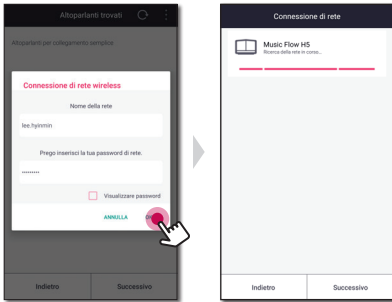 Altoparlanti trovati
Altoparlanti per collegamento semplice
Connessione di rete wireless
Nome della rete
lee.hyinmin
Prego inserisci la tua password di rete.
•••••••••
Visualizzare password
ANNULLA
Indietro
Successivo
Connessione di rete
Music Flow H5
Ricerca della rete in corso...
Indietro
Successivo